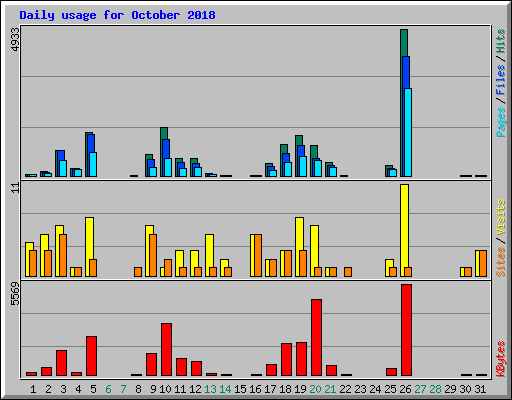 Daily usage for October 2018
4933
Pages / Files / Hits
11
Sites / Visits
5569
KBytes
1 2 3 4 5 6 7 8 9 10 11 12 13 14 15 16 17 18 19 20 21 22 23 24 25 26 27 28 29 30 31